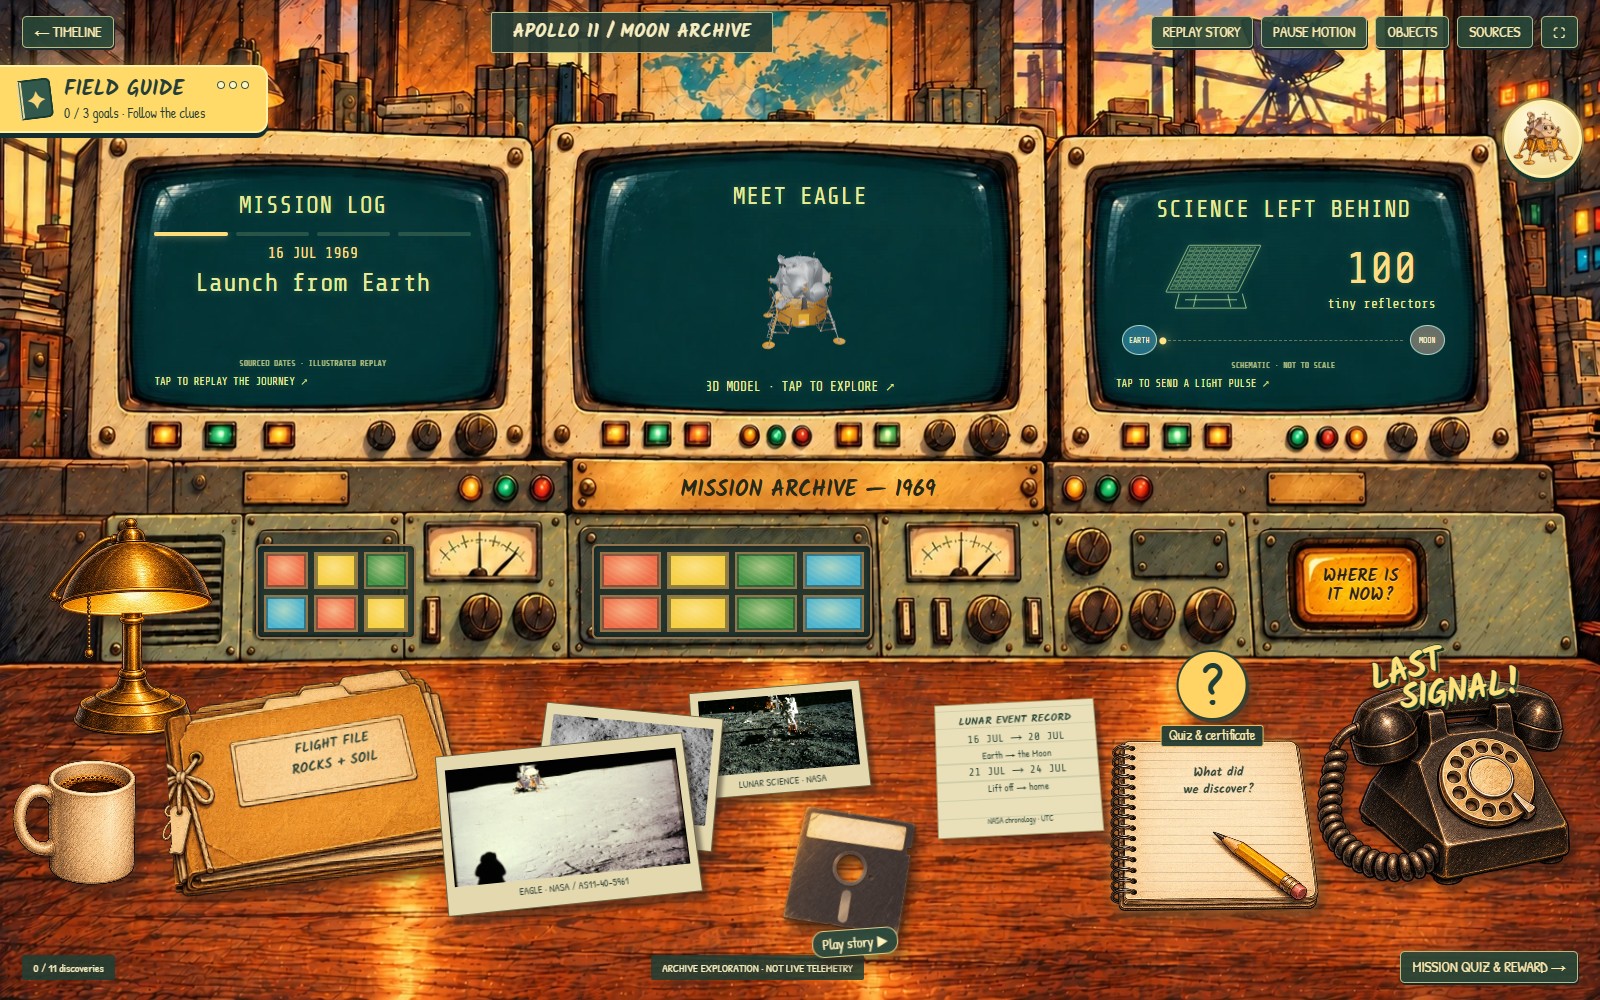 ← TIMELINE
APOLLO 11 / MOON ARCHIVE
REPLAY STORY
PAUSE MOTION
OBJECTS
SOURCES
FIELD GUIDE
0 / 3 goals · Follow the clues
MISSION LOG
16 JUL 1969
Launch from Earth
SOURCED DATES · ILLUSTRATED REPLAY
TAP TO REPLAY THE JOURNEY ↗
MEET EAGLE
3D MODEL · TAP TO EXPLORE ↗
SCIENCE LEFT BEHIND
100
tiny reflectors
EARTH
MOON
SCHEMATIC · NOT TO SCALE
TAP TO SEND A LIGHT PULSE ↗
MISSION ARCHIVE — 1969
WHERE IS
IT NOW?
LAST
SIGNAL!
FLIGHT FILE
ROCKS + SOIL
EAGLE · NASA / AS11-40-5961
LUNAR SCIENCE · NASA
LUNAR EVENT RECORD
16 JUL → 20 JUL
Earth → the Moon
21 JUL → 24 JUL
Lift off → home
NASA chronology · UTC
?
Quiz & certificate
What did
we discover?
Play story ▶
0 / 11 discoveries
ARCHIVE EXPLORATION · NOT LIVE TELEMETRY
MISSION QUIZ & REWARD →